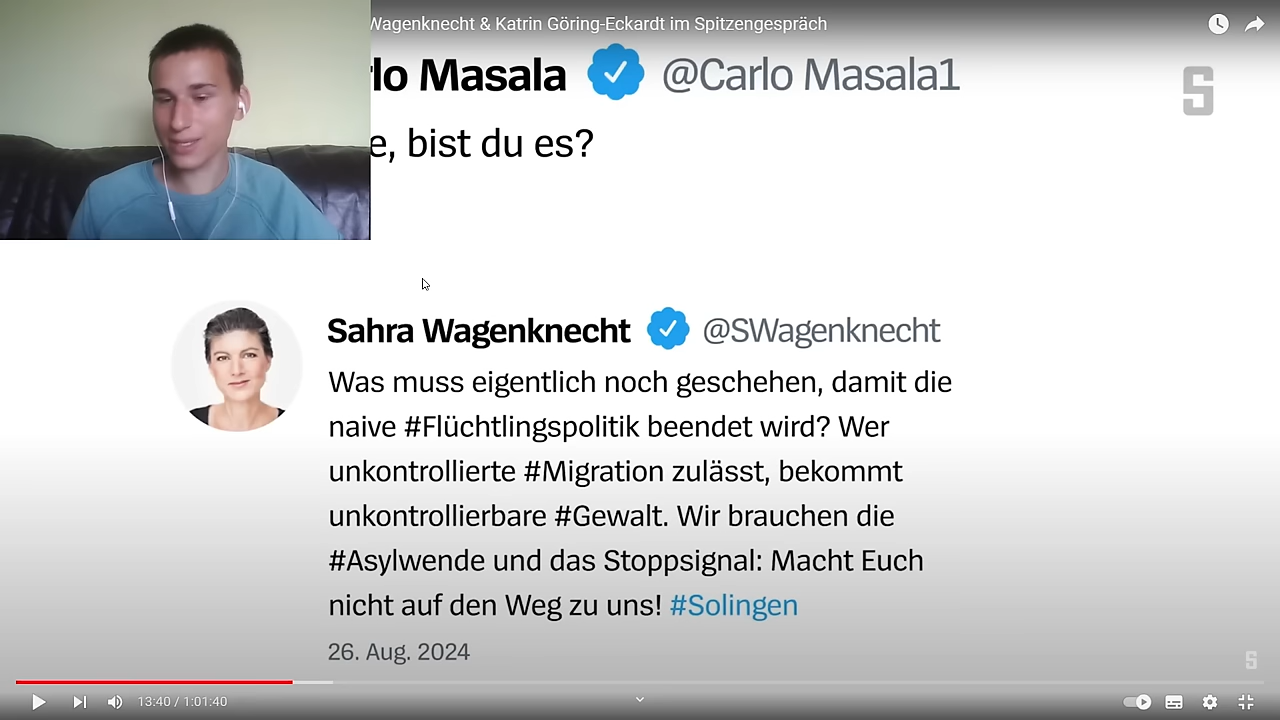 Wagenknecht & Katrin Göring-Eckardt im Spitzengespräch
rlo Masala @Carlo Masala1
e, bist du es?
S
Sahra Wagenknecht @SWagenknecht
Was muss eigentlich noch geschehen, damit die
naive #Flüchtlingspolitik beendet wird? Wer
unkontrollierte #Migration zulässt, bekommt
unkontrollierbare #Gewalt. Wir brauchen die
#Asylwende und das Stoppsignal: Macht Euch
nicht auf den Weg zu uns! #Solingen
26. Aug. 2024
S
13:40 / 1:01:40